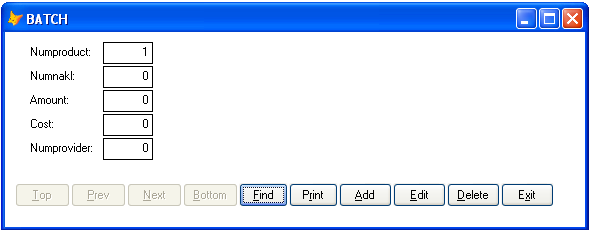 BATCH
Numproduct: 1
Numnakl: 0
Amount: 0
Cost: 0
Numprovider: 0
Top Prev Next Bottom Find Print Add Edit Delete Exit